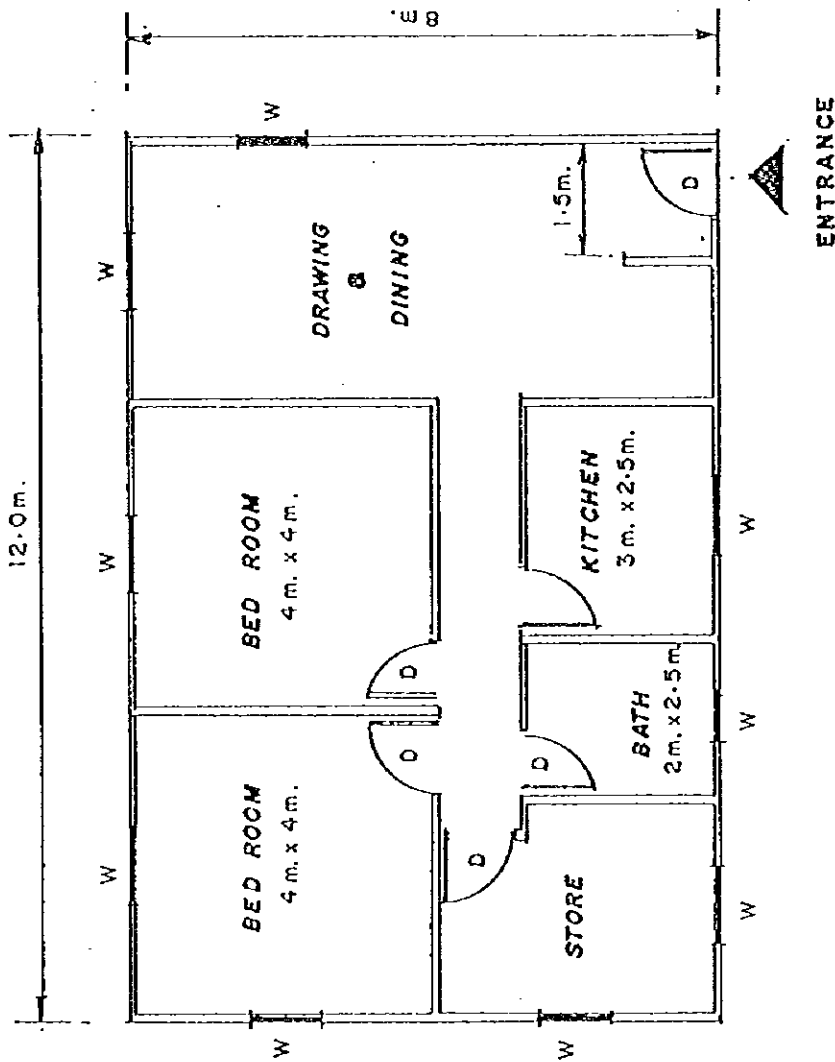 12.0m.
8m.
W
W
W
W
W
W
BED ROOM
4m. x 4m.
BED ROOM
4m. x 4m.
DRAWING
&
DINING
D
D
1.5m.
D
D
D
STORE
BATH
2m. x 2.5m.
KITCHEN
3m. x 2.5m.
W
W
W
ENTRANCE